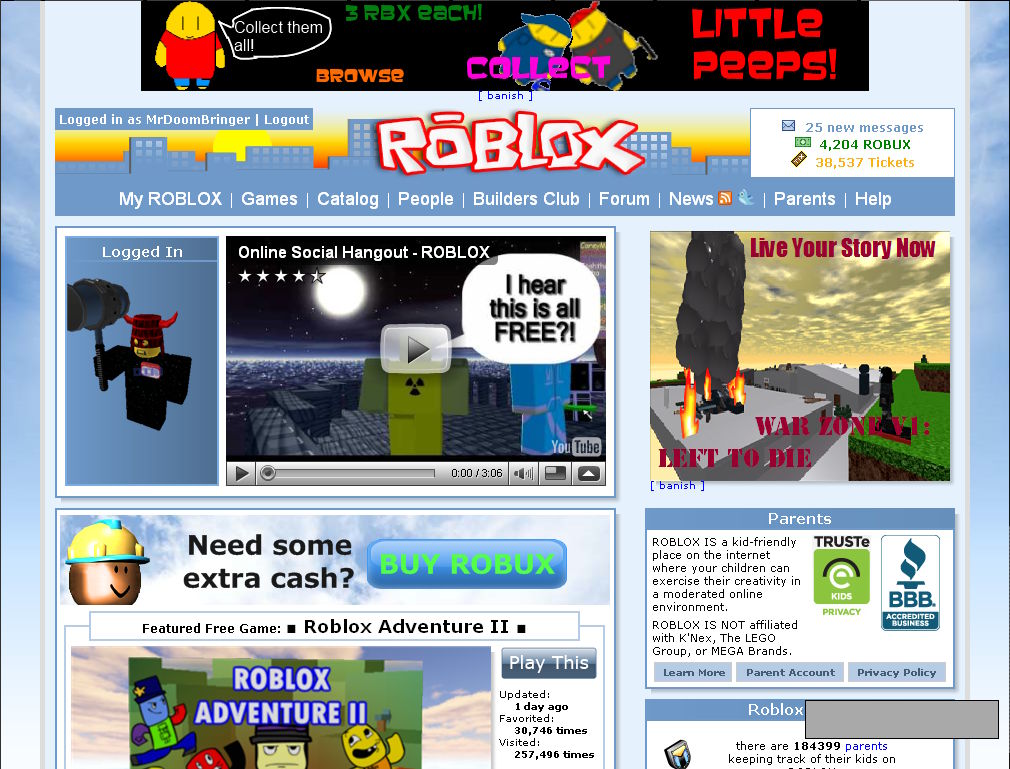 Collect them
all!
3 RBX each!
BROWSE
COLLECT
LITTLE
PEEPS!
[ banish ]
Logged in as MrDoomBringer | Logout
RŌBLOX
25 new messages
4,204 ROBUX
38,537 Tickets
My ROBLOX | Games | Catalog | People | Builders Club | Forum | News | Parents | Help
Logged In
Online Social Hangout - ROBLOX
I hear
this is all
FREE?!
YouTube
0:00 / 3:06
Live Your Story Now
WAR ZONE V1:
LEFT TO DIE
[ banish ]
Need some
extra cash?
BUY ROBUX
Featured Free Game: ■ Roblox Adventure II ■
ROBLOX
ADVENTURE II
Play This
Updated:
1 day ago
Favorited:
30,746 times
Visited:
257,496 times
Parents
ROBLOX IS a kid-friendly
place on the internet
where your children can
exercise their creativity in
a moderated online
environment.
ROBLOX IS NOT affiliated
with K'Nex, The LEGO
Group, or MEGA Brands.
TRUSTe
KIDS
PRIVACY
BBB.
ACCREDITED
BUSINESS
Learn More
Parent Account
Privacy Policy
Roblox
there are 184399 parents
keeping track of their kids on